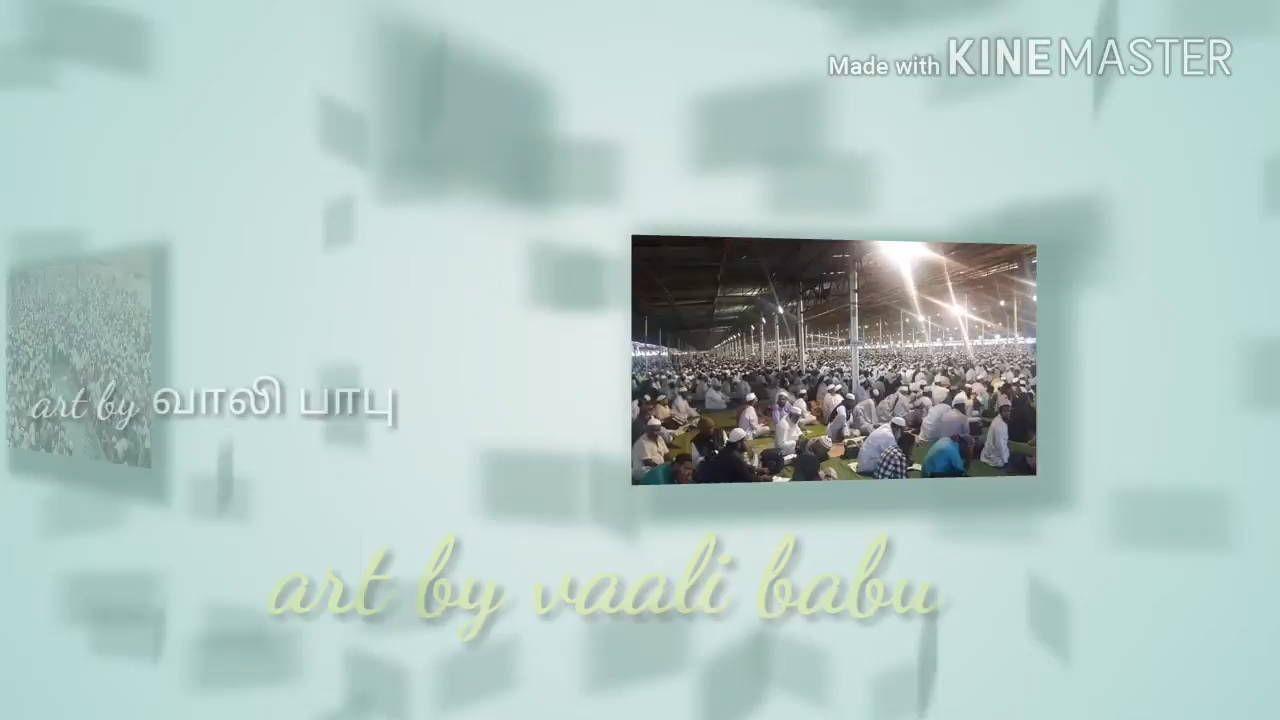 Made with KINEMASTER
art by வாலி பாபு
art by vaali babu